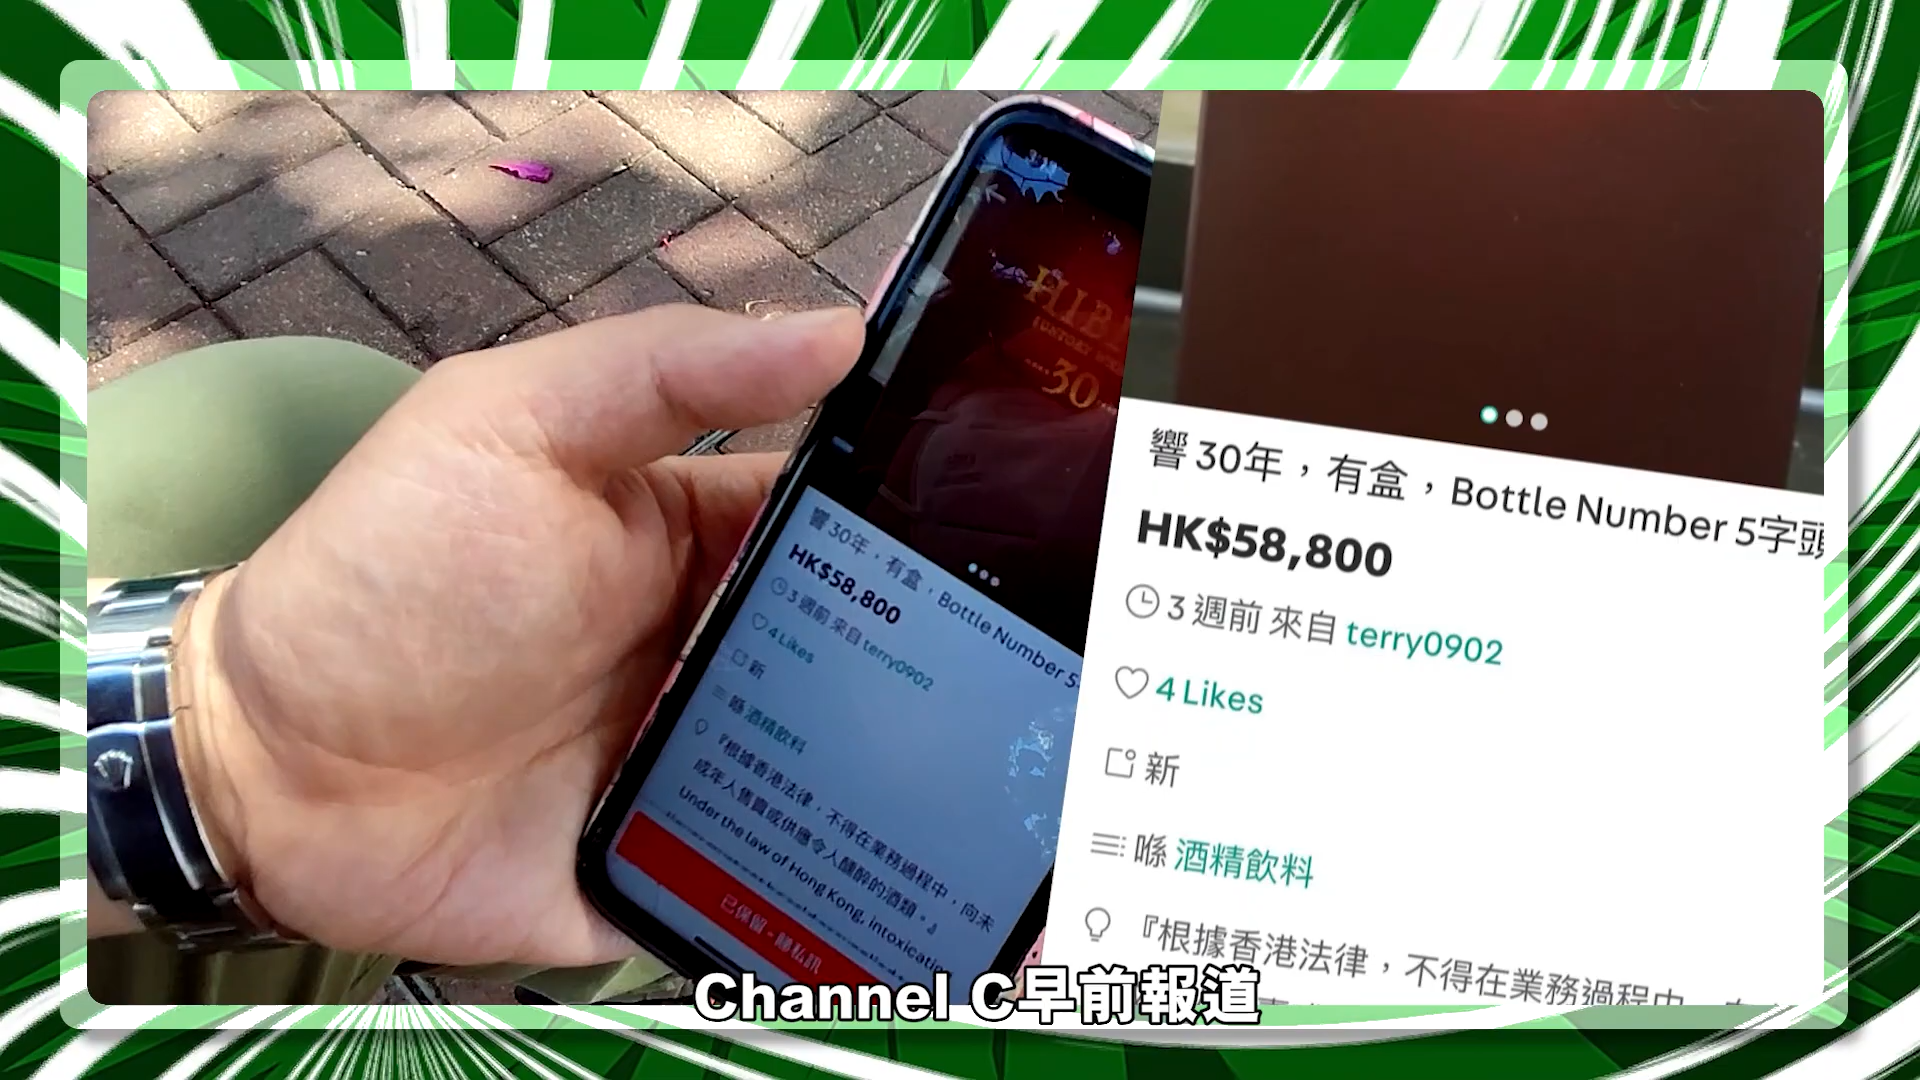 HIBA
30
響 30年，有盒，Bottle Number 5
HK$58,800
3 週前 來自 terry0902
4 Likes
新
喺 酒精飲料
『根據香港法律，不得在業務過程中，向未
成年人售賣或供應令人醺醉的酒類。』
Under the law of Hong Kong, intoxicatin
已保留 - 睇私訊
響 30年，有盒，Bottle Number 5字頭
HK$58,800
3 週前 來自 terry0902
4 Likes
新
喺 酒精飲料
『根據香港法律，不得在業務過程中
Channel C早前報道